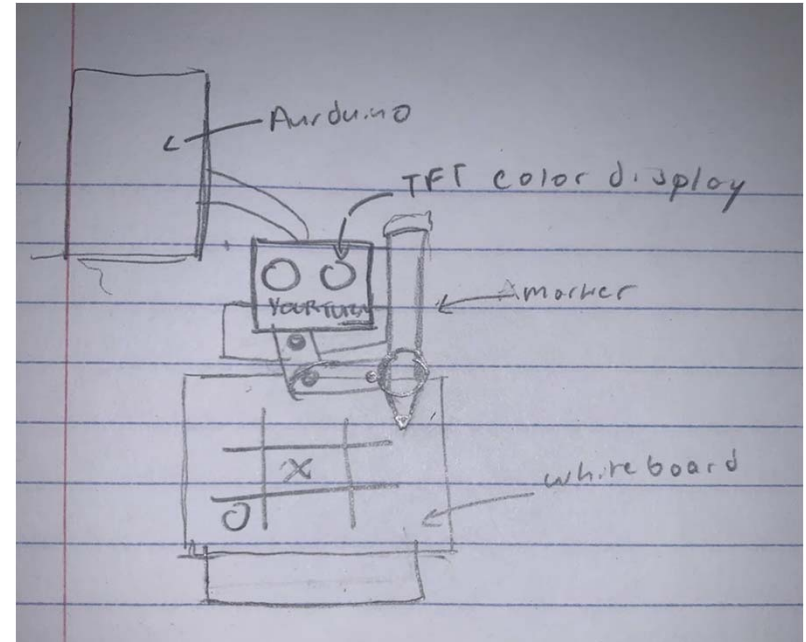 Aurduino
TFT color display
YOUR TURN
A marker
X
O
whiteboard